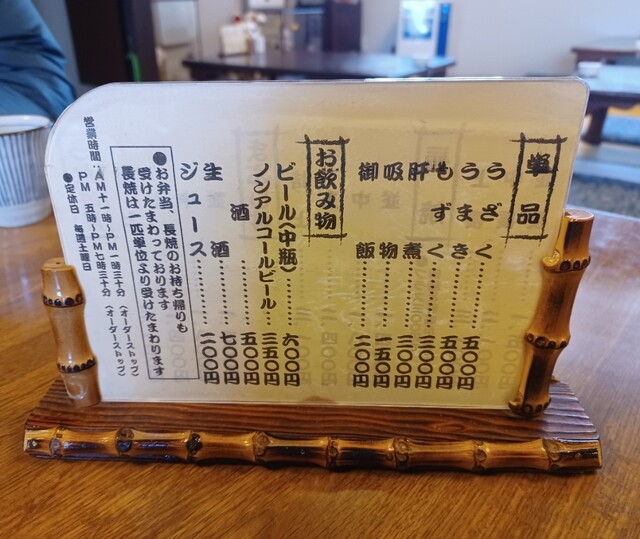 単品
うざく…………五〇〇円
うまき…………五〇〇円
もずく…………三〇〇円
肝煮…………三〇〇円
吸物…………一五〇円
御飯…………二〇〇円
お飲み物
ビール(中瓶)…………六〇〇円
ノンアルコールビール……三五〇円
酒…………五〇〇円
生酒…………七〇〇円
ジュース…………二〇〇円
●お弁当、長焼のお持ち帰りも
受けたまわっております
長焼は一匹単位より受けたまわります
営業時間:AM十一時~PM一時三十分(オーダーストップ)
PM 五時~PM七時三十分(オーダーストップ)
●定休日 毎週土曜日